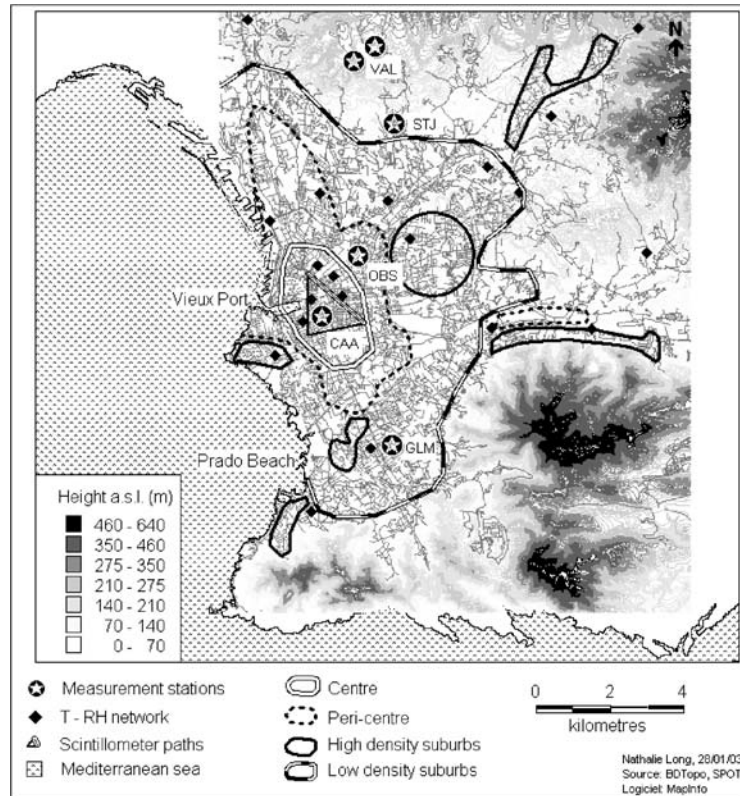 N
VAL
STJ
OBS
Vieux Port
CAA
Prado Beach
GLM
Height a.s.l. (m)
460 - 640
350 - 460
275 - 350
210 - 275
140 - 210
70 - 140
0 - 70
Measurement stations
T - RH network
Scintillometer paths
Mediterranean sea
Centre
Peri-centre
High density suburbs
Low density suburbs
0 2 4
kilometres
Nathalie Long, 28/01/03
Source: BDTopo, SPOT
Logiciel: MapInfo